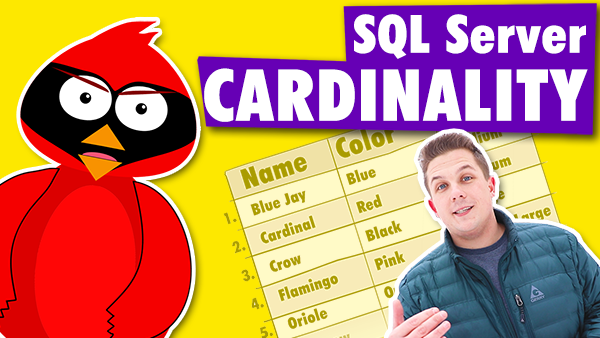 SQL Server
CARDINALITY
Name Color
1. Blue Jay Blue
2. Cardinal Red
3. Crow Black
4. Flamingo Pink
5. Oriole